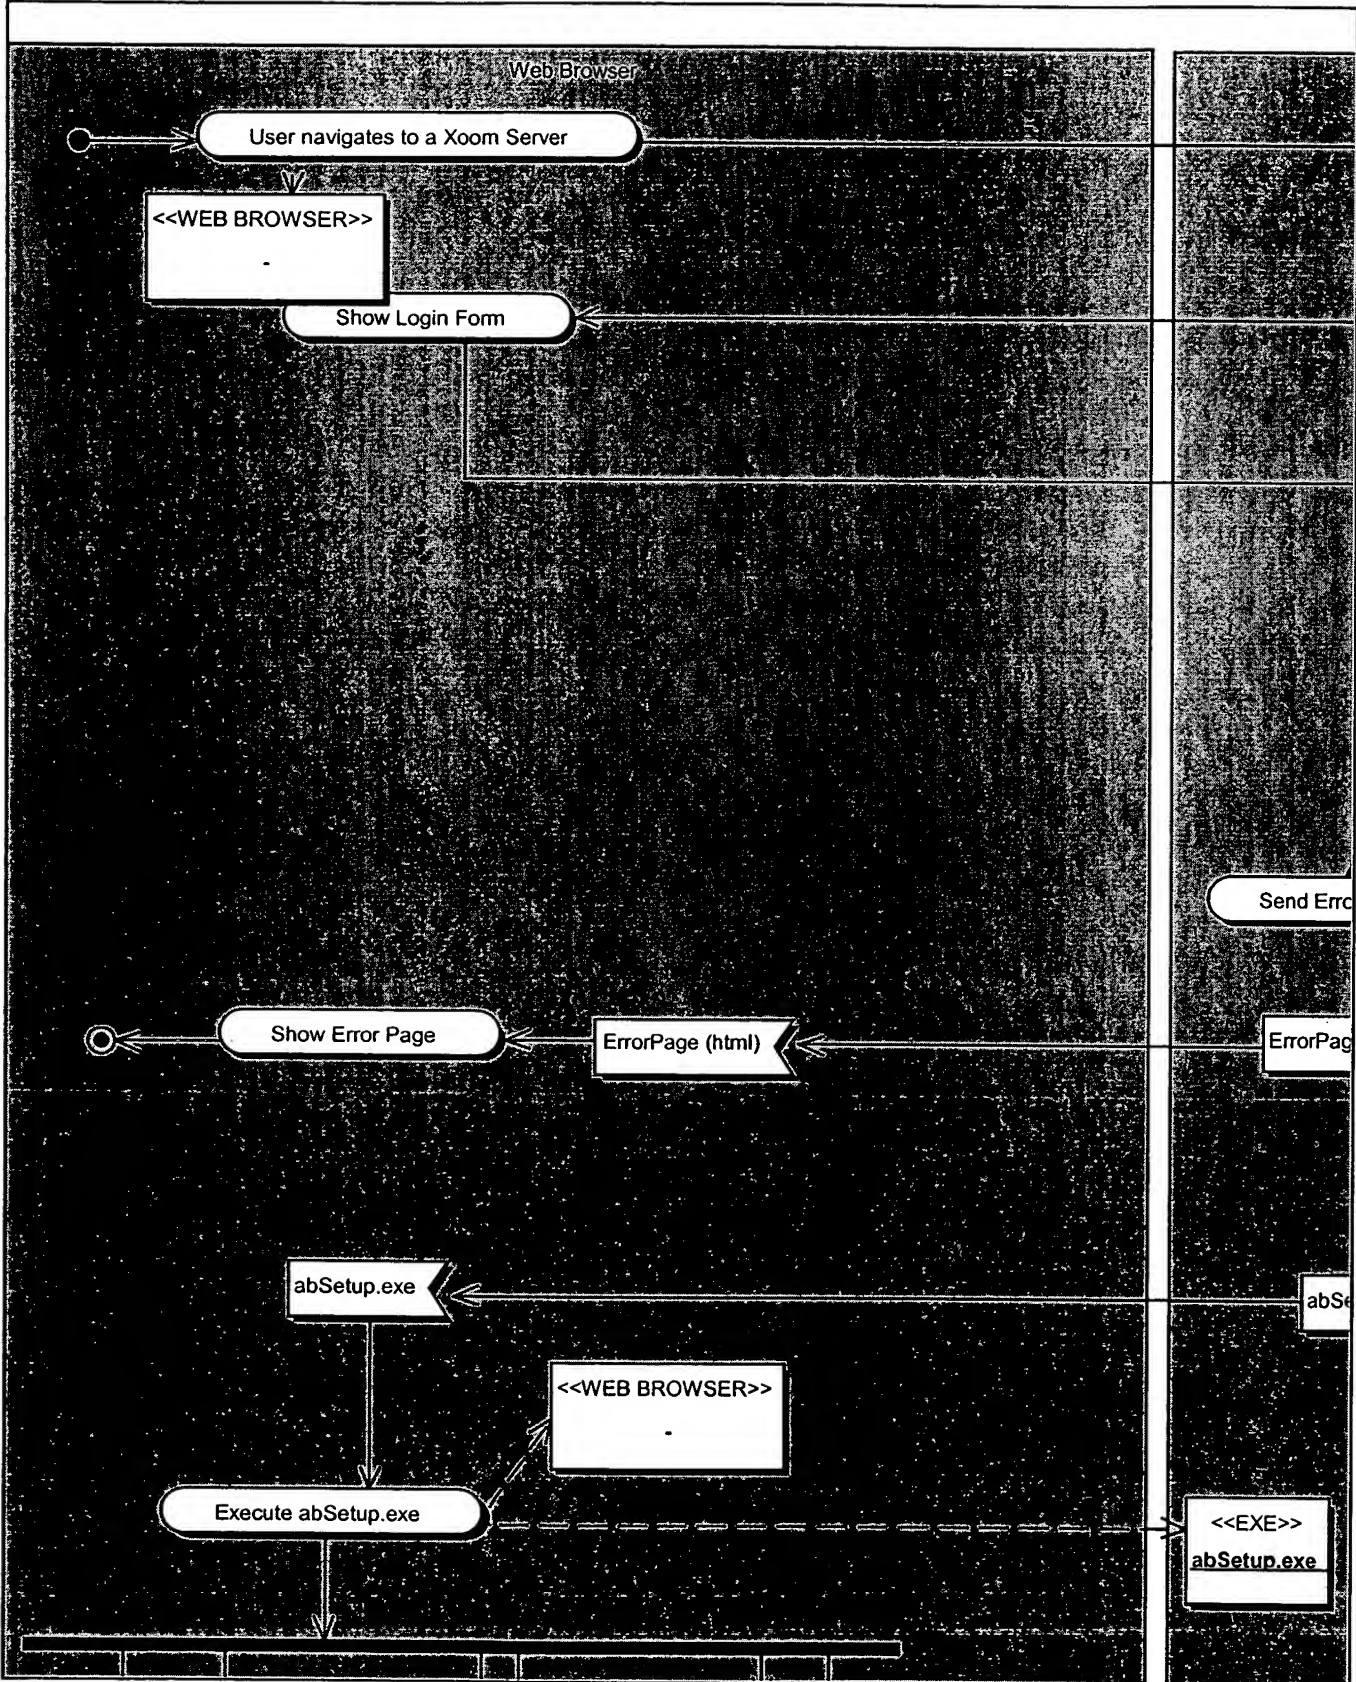 Web Browser
User navigates to a Xoom Server
<<WEB BROWSER>>
-
Show Login Form
Send Erro
Show Error Page
ErrorPage (html)
ErrorPag
abSetup.exe
abSe
<<WEB BROWSER>>
-
Execute abSetup.exe
<<EXE>>
abSetup.exe